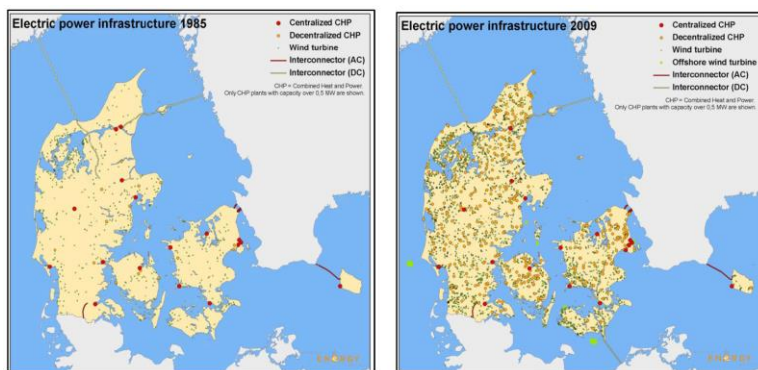 Electric power infrastructure 1985
Centralized CHP
Decentralized CHP
Wind turbine
Interconnector (AC)
Interconnector (DC)
CHP = Combined Heat and Power.
Only CHP plants with capacity over 0,5 MW are shown.
Electric power infrastructure 2009
Centralized CHP
Decentralized CHP
Wind turbine
Offshore wind turbine
Interconnector (AC)
Interconnector (DC)
CHP = Combined Heat and Power.
Only CHP plants with capacity over 0,5 MW are shown.